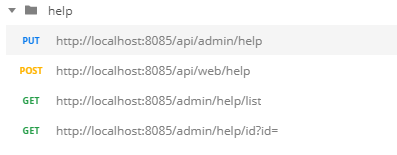 help
PUT http://localhost:8085/api/admin/help
POST http://localhost:8085/api/web/help
GET http://localhost:8085/admin/help/list
GET http://localhost:8085/admin/help/id?id=